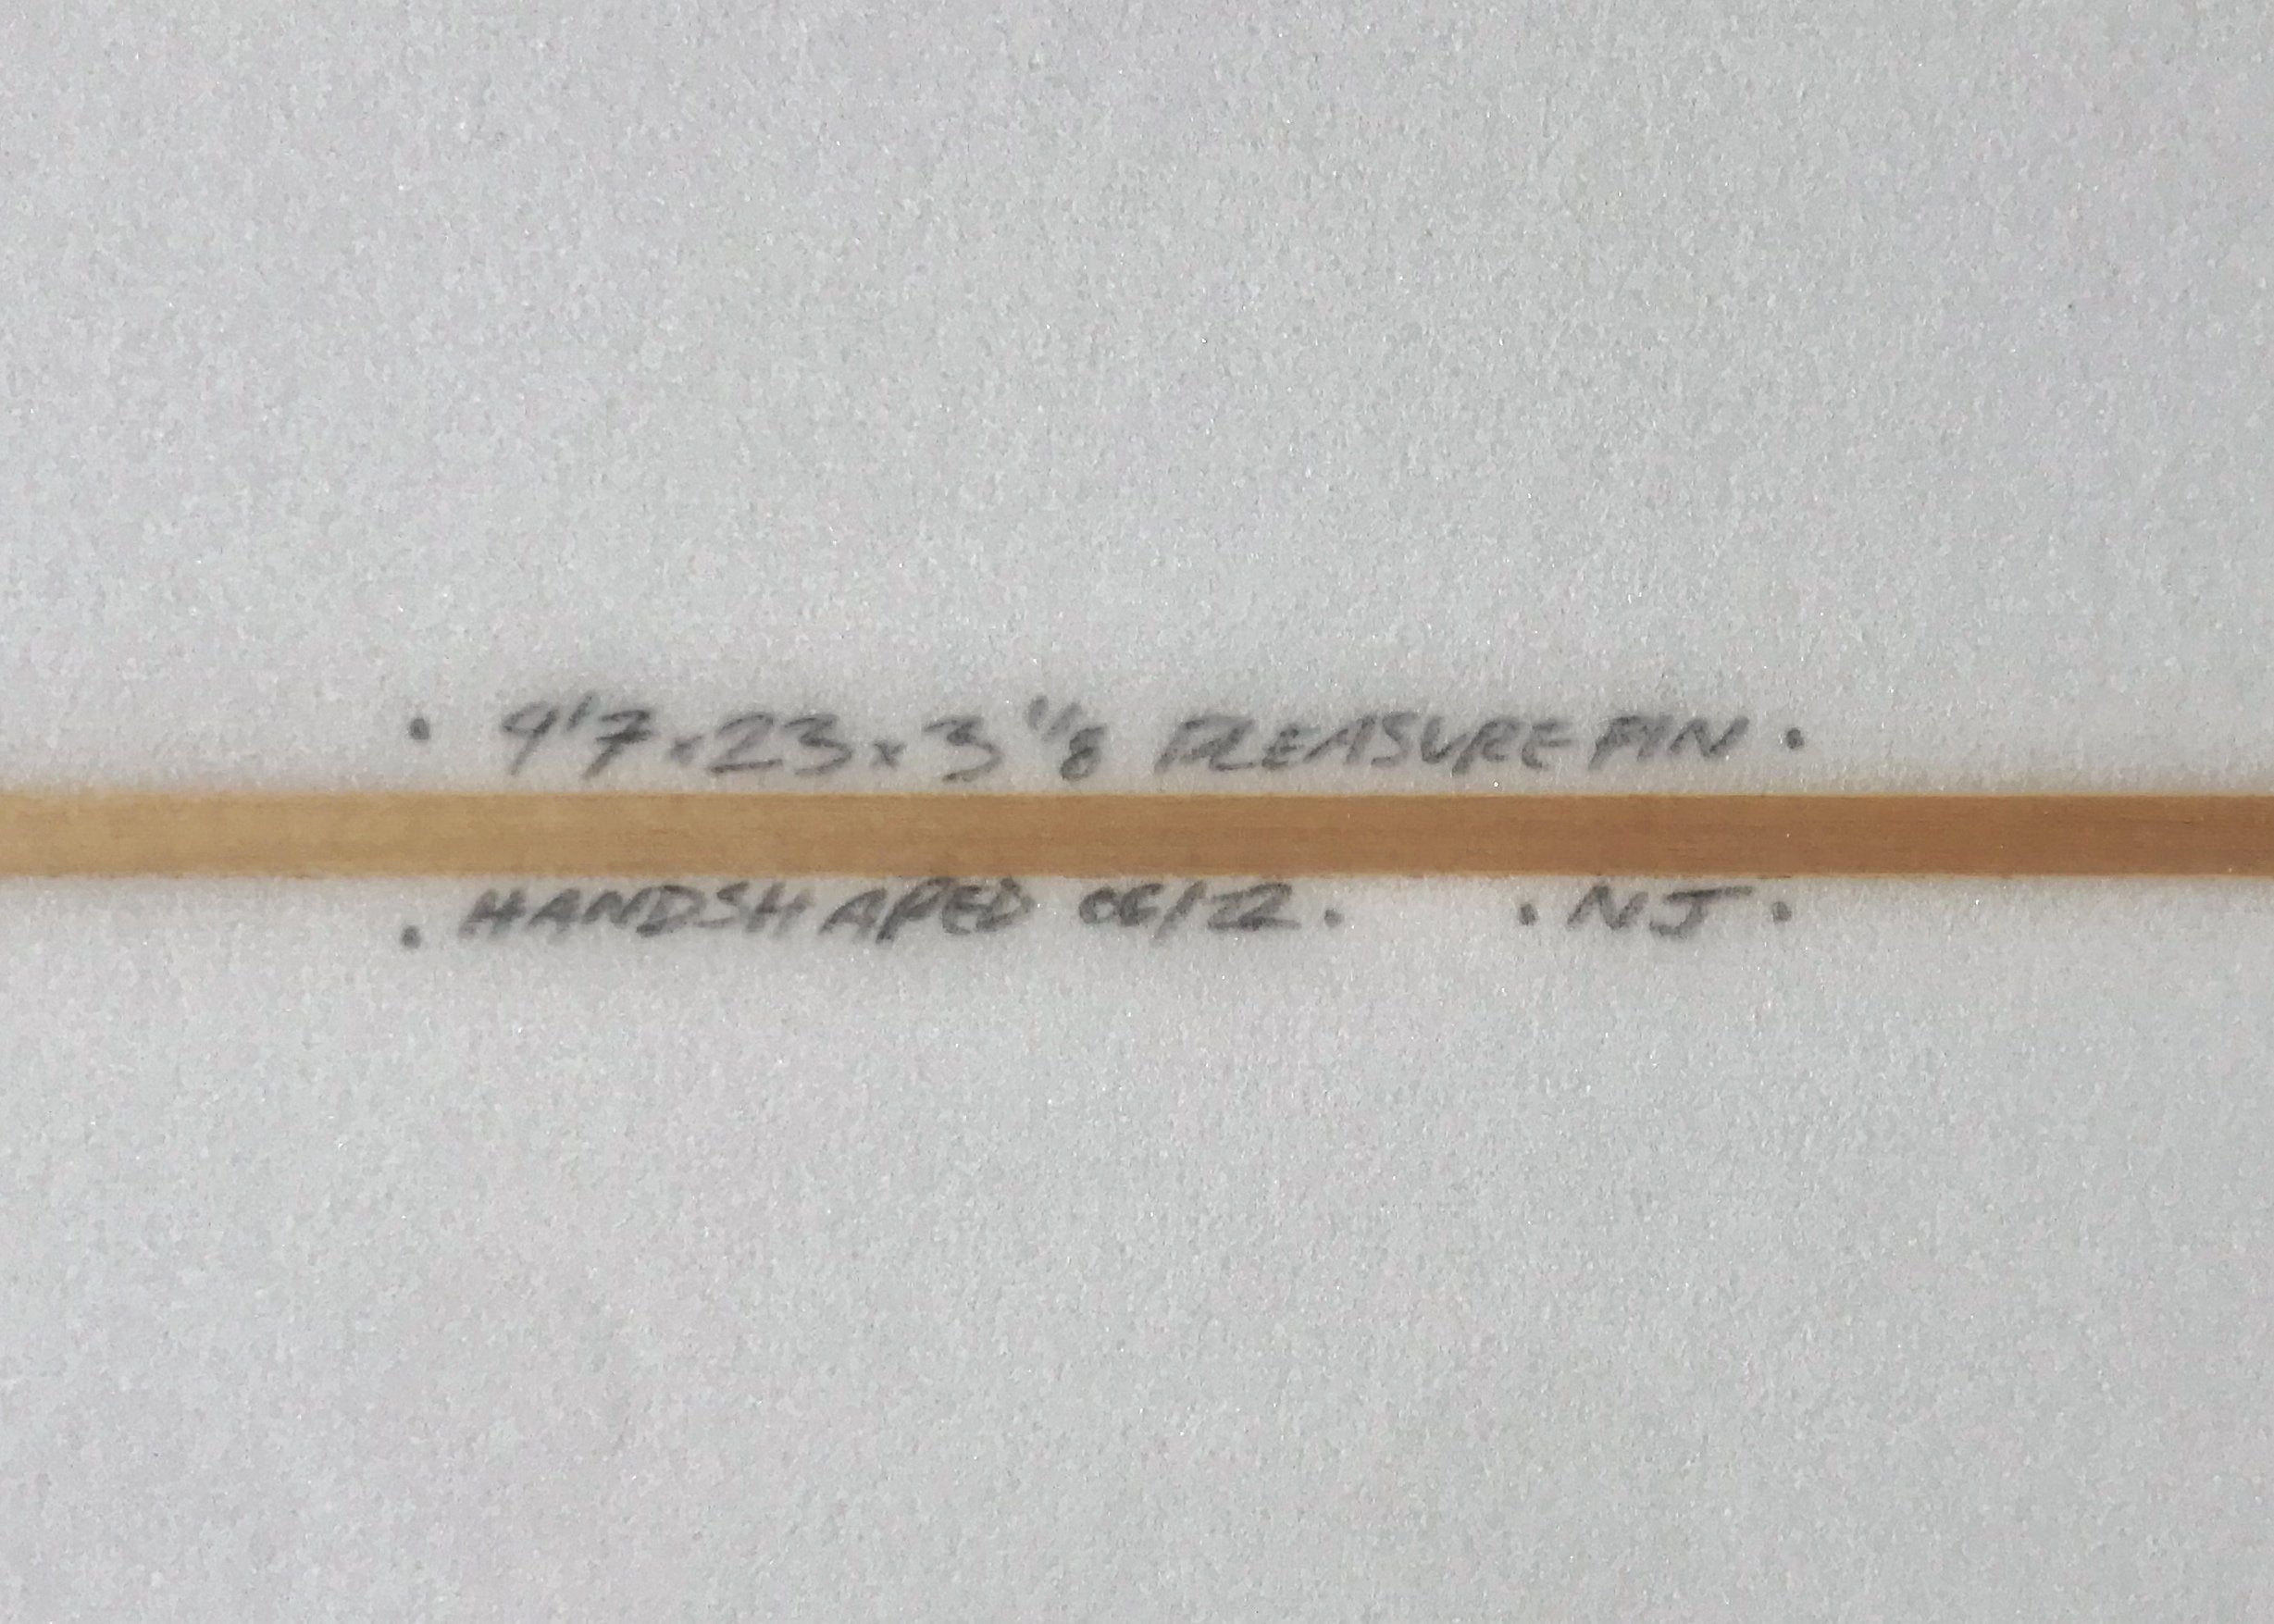 · 9'7 x 23 x 3 1/8 PLEASURE PIN ·
· HANDSHAPED 06/22 · · NJ ·